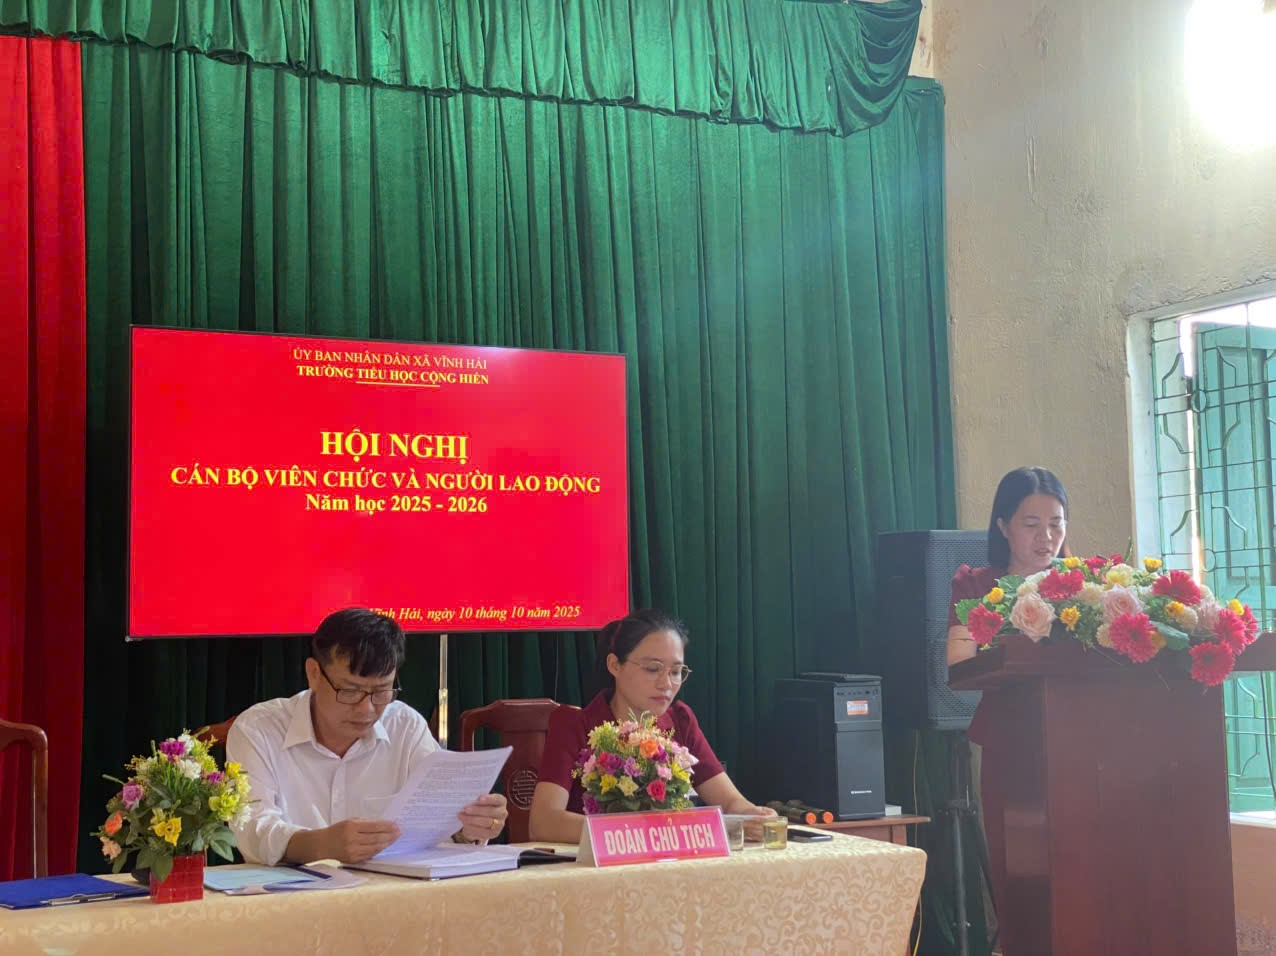 ỦY BAN NHÂN DÂN XÃ VĨNH HẢI
TRƯỜNG TIỂU HỌC CỘNG HIỀN
HỘI NGHỊ
CÁN BỘ VIÊN CHỨC VÀ NGƯỜI LAO ĐỘNG
Năm học 2025 - 2026
Vĩnh Hải, ngày 10 tháng 10 năm 2025
ĐOÀN CHỦ TỊCH